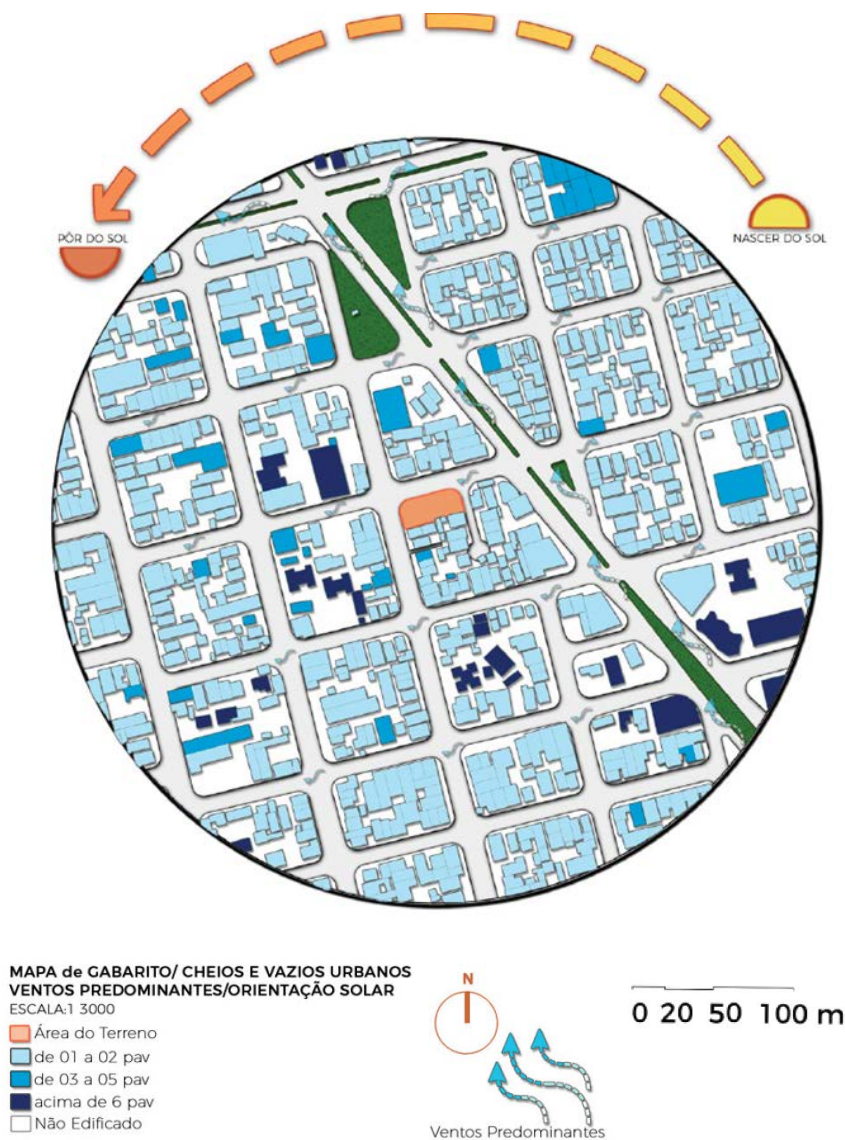 PÔR DO SOL
NASCER DO SOL
MAPA de GABARITO/ CHEIOS E VAZIOS URBANOS
VENTOS PREDOMINANTES/ORIENTAÇÃO SOLAR
ESCALA:1 3000
Área do Terreno
de 01 a 02 pav
de 03 a 05 pav
acima de 6 pav
Não Edificado
N
Ventos Predominantes
0 20 50 100 m